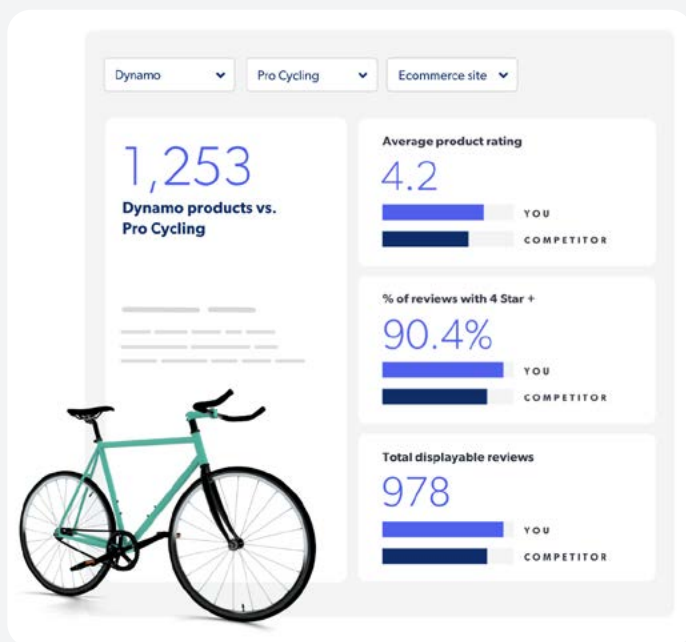 Dynamo
Pro Cycling
Ecommerce site
1,253
Dynamo products vs.
Pro Cycling
Average product rating
4.2
YOU
COMPETITOR
% of reviews with 4 Star +
90.4%
YOU
COMPETITOR
Total displayable reviews
978
YOU
COMPETITOR